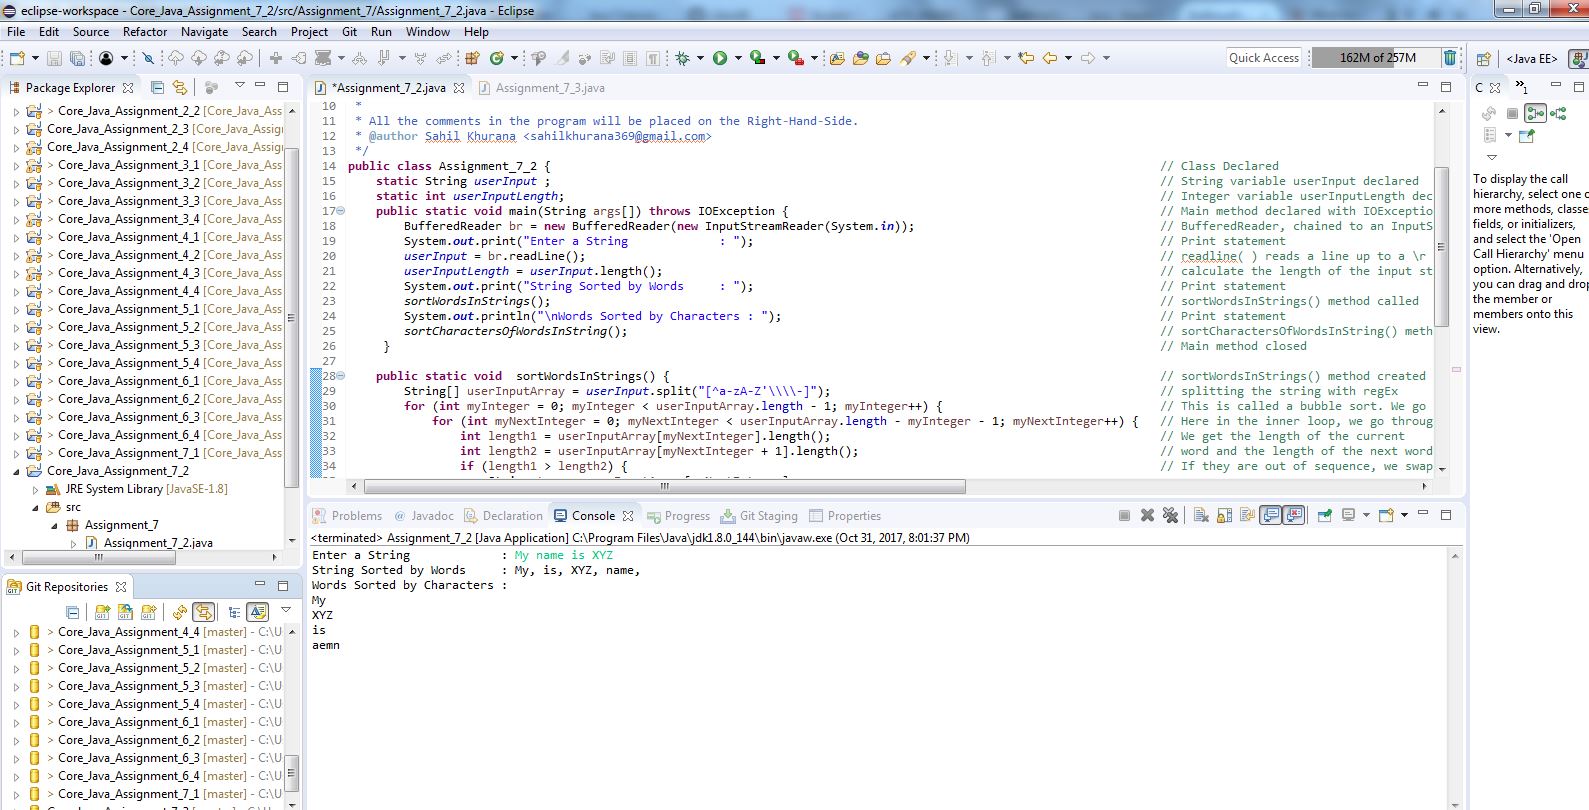 eclipse-workspace - Core_Java_Assignment_7_2/src/Assignment_7/Assignment_7_2.java - Eclipse
File Edit Source Refactor Navigate Search Project Git Run Window Help
Quick Access
162M of 257M
<Java EE>
Package Explorer
> Core_Java_Assignment_2_2 [Core_Java_Ass
Core_Java_Assignment_2_3 [Core_Java_Assig
Core_Java_Assignment_2_4 [Core_Java_Assig
> Core_Java_Assignment_3_1 [Core_Java_Ass
> Core_Java_Assignment_3_2 [Core_Java_Ass
> Core_Java_Assignment_3_3 [Core_Java_Ass
> Core_Java_Assignment_3_4 [Core_Java_Ass
> Core_Java_Assignment_4_1 [Core_Java_Ass
> Core_Java_Assignment_4_2 [Core_Java_Ass
> Core_Java_Assignment_4_3 [Core_Java_Ass
> Core_Java_Assignment_4_4 [Core_Java_Ass
> Core_Java_Assignment_5_1 [Core_Java_Ass
> Core_Java_Assignment_5_2 [Core_Java_Ass
> Core_Java_Assignment_5_3 [Core_Java_Ass
> Core_Java_Assignment_5_4 [Core_Java_Ass
> Core_Java_Assignment_6_1 [Core_Java_Ass
> Core_Java_Assignment_6_2 [Core_Java_Ass
> Core_Java_Assignment_6_3 [Core_Java_Ass
> Core_Java_Assignment_6_4 [Core_Java_Ass
> Core_Java_Assignment_7_1 [Core_Java_Ass
Core_Java_Assignment_7_2
JRE System Library [JavaSE-1.8]
src
Assignment_7
Assignment_7_2.java
Git Repositories
> Core_Java_Assignment_4_4 [master] - C:\U
> Core_Java_Assignment_5_1 [master] - C:\U
> Core_Java_Assignment_5_2 [master] - C:\U
> Core_Java_Assignment_5_3 [master] - C:\U
> Core_Java_Assignment_5_4 [master] - C:\U
> Core_Java_Assignment_6_1 [master] - C:\U
> Core_Java_Assignment_6_2 [master] - C:\U
> Core_Java_Assignment_6_3 [master] - C:\U
> Core_Java_Assignment_6_4 [master] - C:\U
> Core_Java_Assignment_7_1 [master] - C:\U
*Assignment_7_2.java Assignment_7_3.java
10 *
11 * All the comments in the program will be placed on the Right-Hand-Side.
12 * @author Sahil Khurana <sahilkhurana369@gmail.com>
13 */
14 public class Assignment_7_2 { // Class Declared
15 static String userInput ; // String variable userInput declared
16 static int userInputLength; // Integer variable userInputLength dec
17 public static void main(String args[]) throws IOException { // Main method declared with IOExceptio
18 BufferedReader br = new BufferedReader(new InputStreamReader(System.in)); // BufferedReader, chained to an InputS
19 System.out.print("Enter a String : "); // Print statement
20 userInput = br.readLine(); // readline( ) reads a line up to a \r
21 userInputLength = userInput.length(); // calculate the length of the input st
22 System.out.print("String Sorted by Words : "); // Print statement
23 sortWordsInStrings(); // sortWordsInStrings() method called
24 System.out.println("\nWords Sorted by Characters : "); // Print statement
25 sortCharactersOfWordsInString(); // sortCharactersOfWordsInString() meth
26 } // Main method closed
27
28 public static void sortWordsInStrings() { // sortWordsInStrings() method created
29 String[] userInputArray = userInput.split("[^a-zA-Z'\\\\-]"); // splitting the string with regEx
30 for (int myInteger = 0; myInteger < userInputArray.length - 1; myInteger++) { // This is called a bubble sort. We go
31 for (int myNextInteger = 0; myNextInteger < userInputArray.length - myInteger - 1; myNextInteger++) { // Here in the inner loop, we go throug
32 int length1 = userInputArray[myNextInteger].length(); // We get the length of the current
33 int length2 = userInputArray[myNextInteger + 1].length(); // word and the length of the next word
34 if (length1 > length2) { // If they are out of sequence, we swap
Problems @ Javadoc Declaration Console Progress Git Staging Properties
<terminated> Assignment_7_2 [Java Application] C:\Program Files\Java\jdk1.8.0_144\bin\javaw.exe (Oct 31, 2017, 8:01:37 PM)
Enter a String : My name is XYZ
String Sorted by Words : My, is, XYZ, name,
Words Sorted by Characters :
My
XYZ
is
aemn
C
To display the call
hierarchy, select one o
more methods, classe
fields, or initializers,
and select the 'Open
Call Hierarchy' menu
option. Alternatively,
you can drag and drop
the member or
members onto this
view.